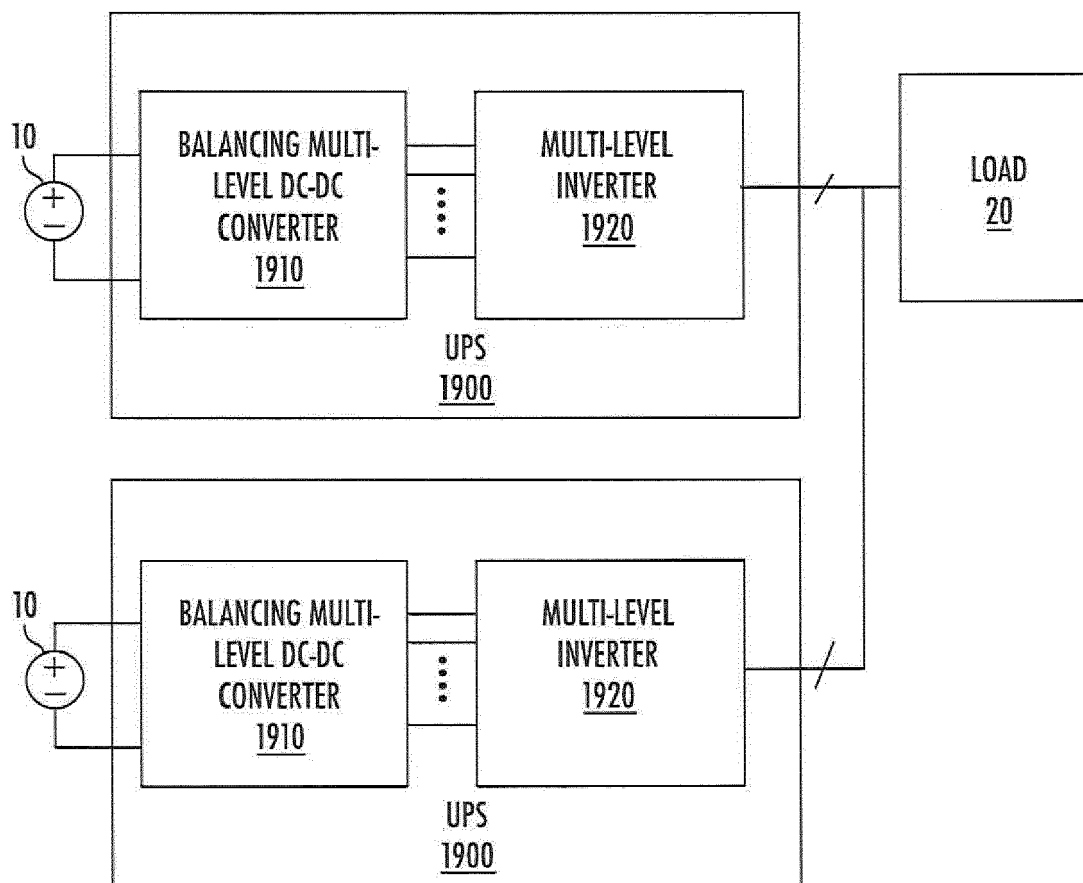 10
+
−
BALANCING MULTI-
LEVEL DC-DC
CONVERTER
1910
MULTI-LEVEL
INVERTER
1920
LOAD
20
UPS
1900
10
+
−
BALANCING MULTI-
LEVEL DC-DC
CONVERTER
1910
MULTI-LEVEL
INVERTER
1920
UPS
1900